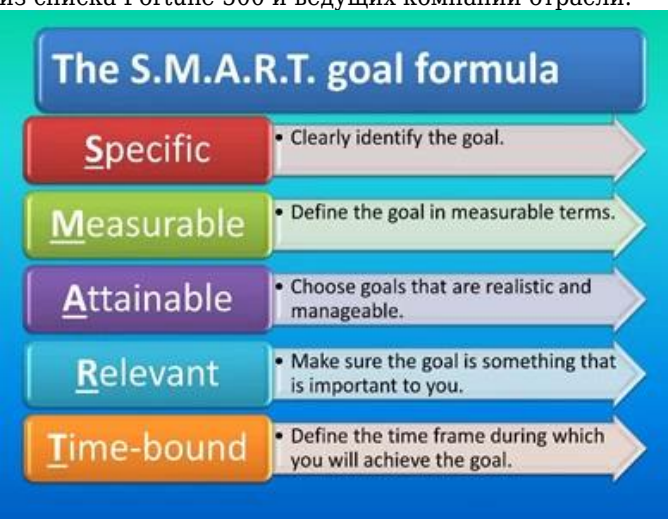 из списка Fortune 500 и ведущих компаний отрасли.
The S.M.A.R.T. goal formula
Specific
• Clearly identify the goal.
Measurable
• Define the goal in measurable terms.
Attainable
• Choose goals that are realistic and
manageable.
Relevant
• Make sure the goal is something that
is important to you.
Time-bound
• Define the time frame during which
you will achieve the goal.